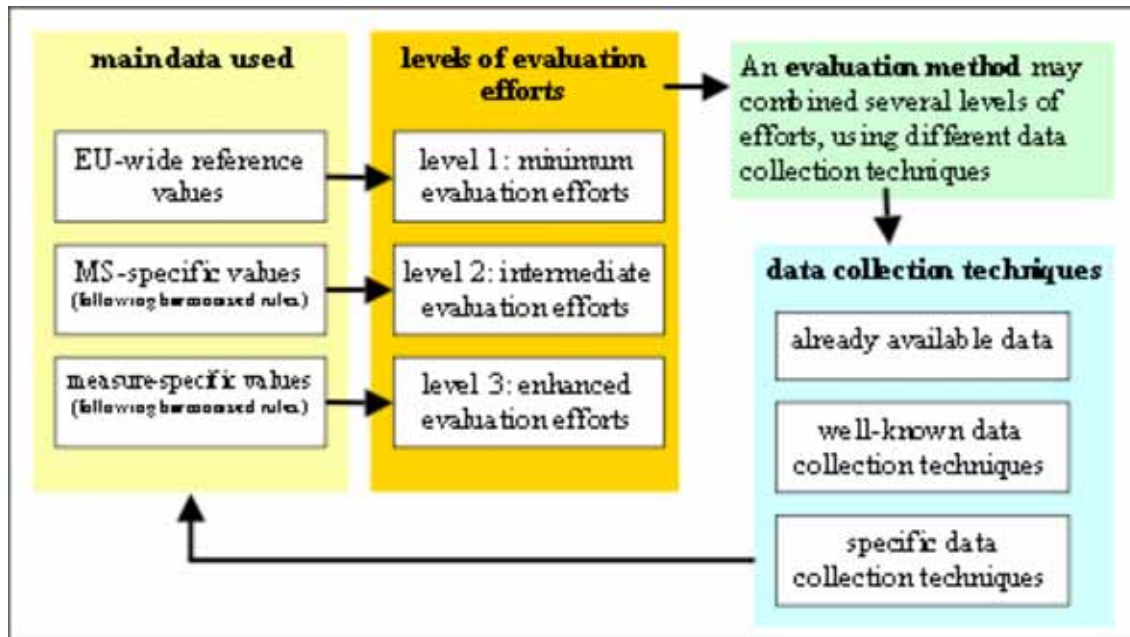 main data used
EU-wide reference
values
MS-specific values
(following harmonised rules)
measure-specific values
(following harmonised rules)
levels of evaluation
efforts
level 1: minimum
evaluation efforts
level 2: intermediate
evaluation efforts
level 3: enhanced
evaluation efforts
An evaluation method may
combined several levels of
efforts, using different data
collection techniques
data collection techniques
already available data
well-known data
collection techniques
specific data
collection techniques